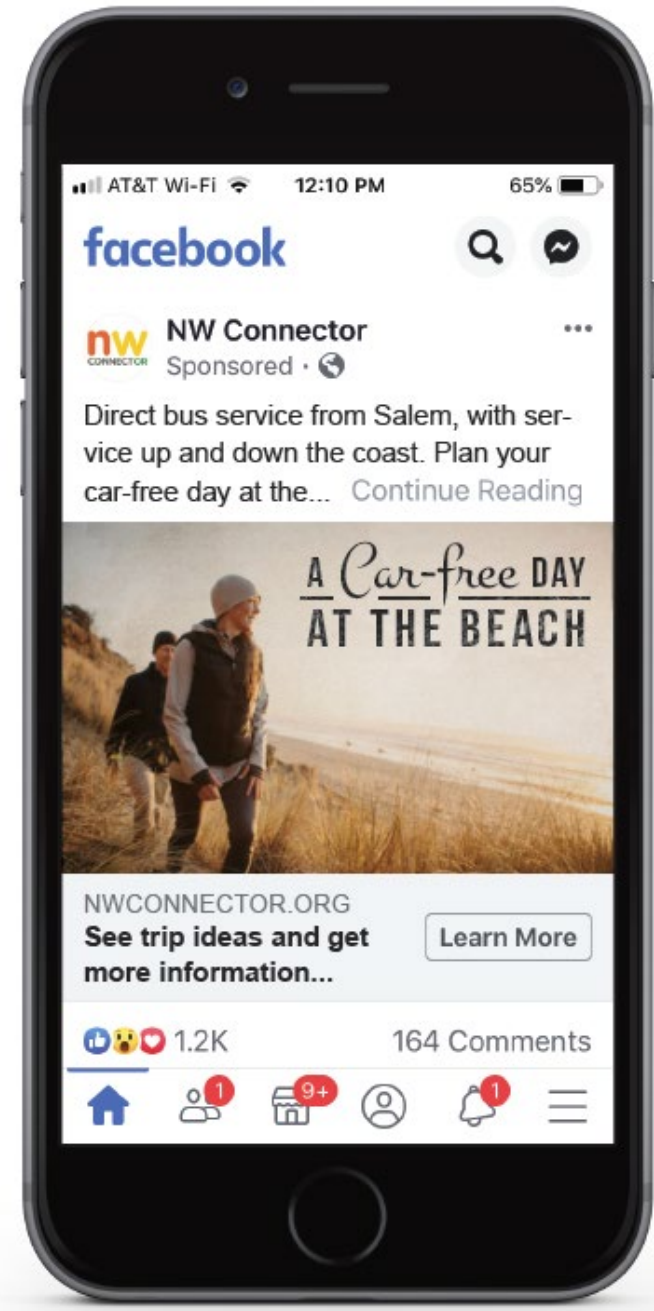 AT&T Wi-Fi 12:10 PM 65%
facebook
nw
CONNECTOR
NW Connector
Sponsored ·
Direct bus service from Salem, with ser-
vice up and down the coast. Plan your
car-free day at the... Continue Reading
A Car-free DAY
AT THE BEACH
NWCONNECTOR.ORG
See trip ideas and get
more information...
Learn More
1.2K 164 Comments
1 9+ 1